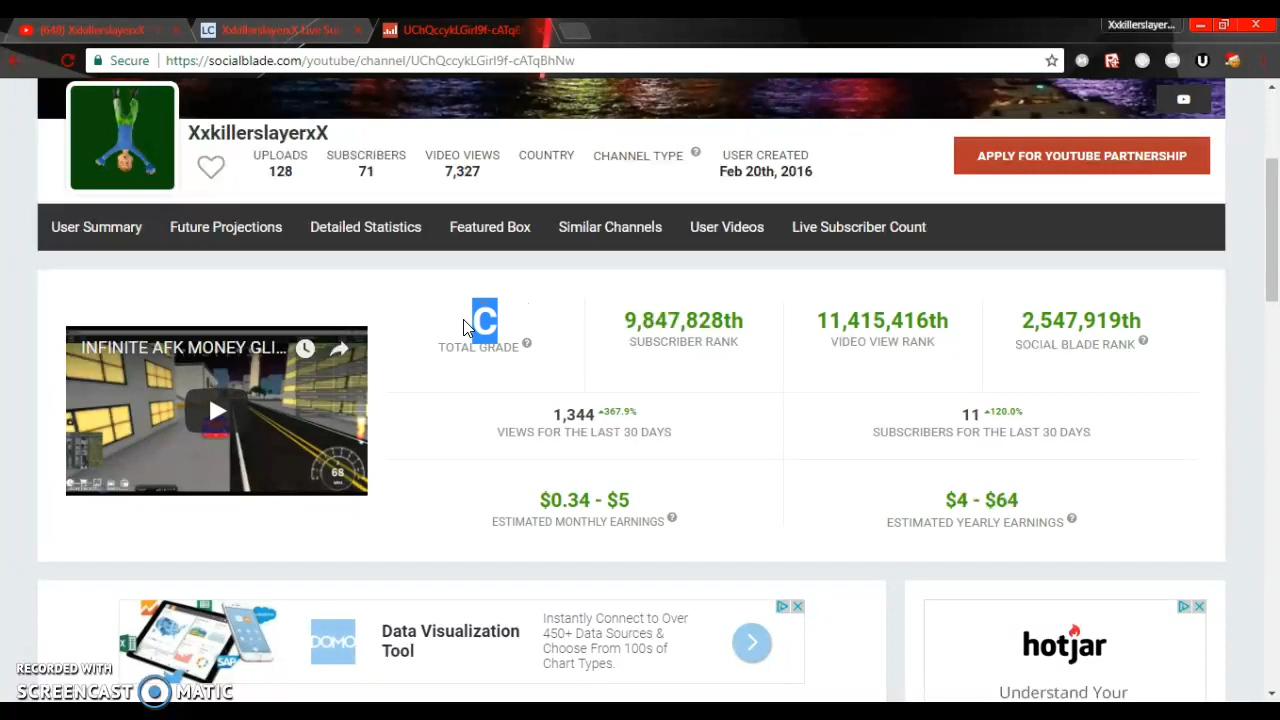 (648) XxkillerslayerxX
LC XxkillerslayerxX Live Su
UChQccykLGirl9f-cATqB
Xxkillerslayer...
Secure https://socialblade.com/youtube/channel/UChQccykLGirl9f-cATqBhNw
XxkillerslayerxX
UPLOADS SUBSCRIBERS VIDEO VIEWS COUNTRY CHANNEL TYPE USER CREATED
128 71 7,327 Feb 20th, 2016
APPLY FOR YOUTUBE PARTNERSHIP
User Summary Future Projections Detailed Statistics Featured Box Similar Channels User Videos Live Subscriber Count
C 9,847,828th 11,415,416th 2,547,919th
TOTAL GRADE SUBSCRIBER RANK VIDEO VIEW RANK SOCIAL BLADE RANK
INFINITE AFK MONEY GLI...
68
1,344 367.9% 11 120.0%
VIEWS FOR THE LAST 30 DAYS SUBSCRIBERS FOR THE LAST 30 DAYS
$0.34 - $5 $4 - $64
ESTIMATED MONTHLY EARNINGS ESTIMATED YEARLY EARNINGS
SAP
DOMO
Data Visualization
Tool
Instantly Connect to Over
450+ Data Sources &
Choose From 100s of
Chart Types.
hotjar
Understand Your
RECORDED WITH
SCREENCAST MATIC